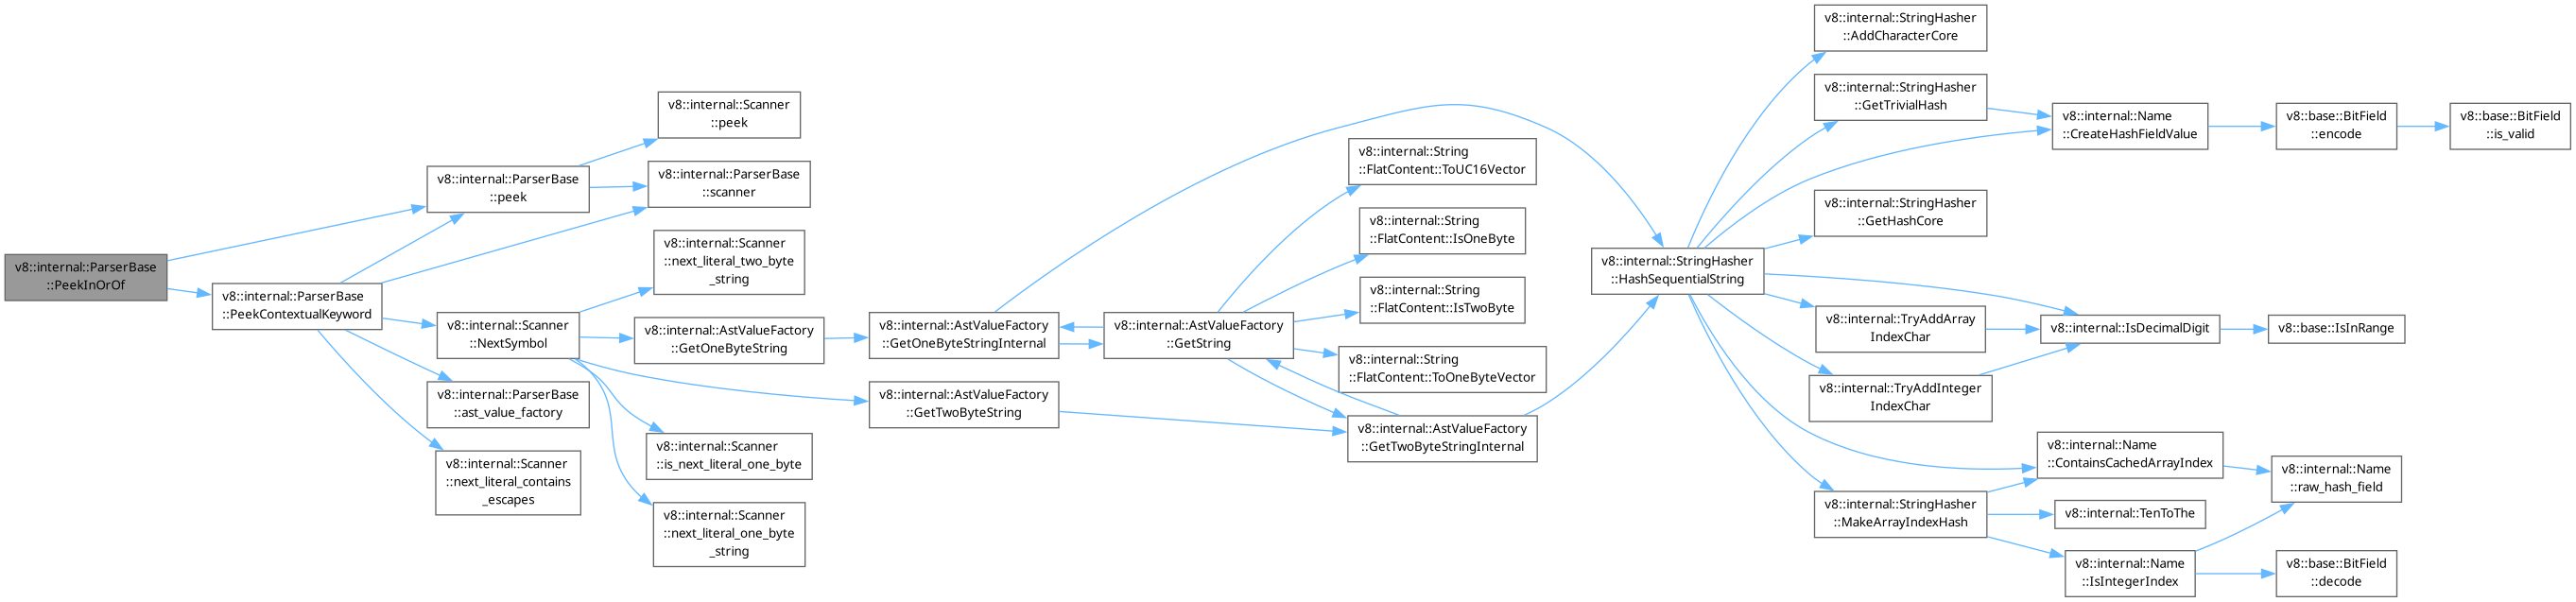 v8::internal::ParserBase
::PeekInOrOf
v8::internal::ParserBase
::peek
v8::internal::Scanner
::peek
v8::internal::ParserBase
::scanner
v8::internal::ParserBase
::PeekContextualKeyword
v8::internal::Scanner
::NextSymbol
v8::internal::ParserBase
::ast_value_factory
v8::internal::Scanner
::next_literal_contains
_escapes
v8::internal::Scanner
::next_literal_two_byte
_string
v8::internal::AstValueFactory
::GetOneByteString
v8::internal::Scanner
::is_next_literal_one_byte
v8::internal::Scanner
::next_literal_one_byte
_string
v8::internal::AstValueFactory
::GetOneByteStringInternal
v8::internal::AstValueFactory
::GetTwoByteString
v8::internal::AstValueFactory
::GetString
v8::internal::String
::FlatContent::ToUC16Vector
v8::internal::String
::FlatContent::IsOneByte
v8::internal::String
::FlatContent::IsTwoByte
v8::internal::String
::FlatContent::ToOneByteVector
v8::internal::AstValueFactory
::GetTwoByteStringInternal
v8::internal::StringHasher
::HashSequentialString
v8::internal::StringHasher
::AddCharacterCore
v8::internal::StringHasher
::GetTrivialHash
v8::internal::StringHasher
::GetHashCore
v8::internal::TryAddArray
IndexChar
v8::internal::TryAddInteger
IndexChar
v8::internal::StringHasher
::MakeArrayIndexHash
v8::internal::Name
::CreateHashFieldValue
v8::internal::IsDecimalDigit
v8::internal::Name
::ContainsCachedArrayIndex
v8::internal::TenToThe
v8::internal::Name
::IsIntegerIndex
v8::base::BitField
::encode
v8::base::IsInRange
v8::internal::Name
::raw_hash_field
v8::base::BitField
::decode
v8::base::BitField
::is_valid